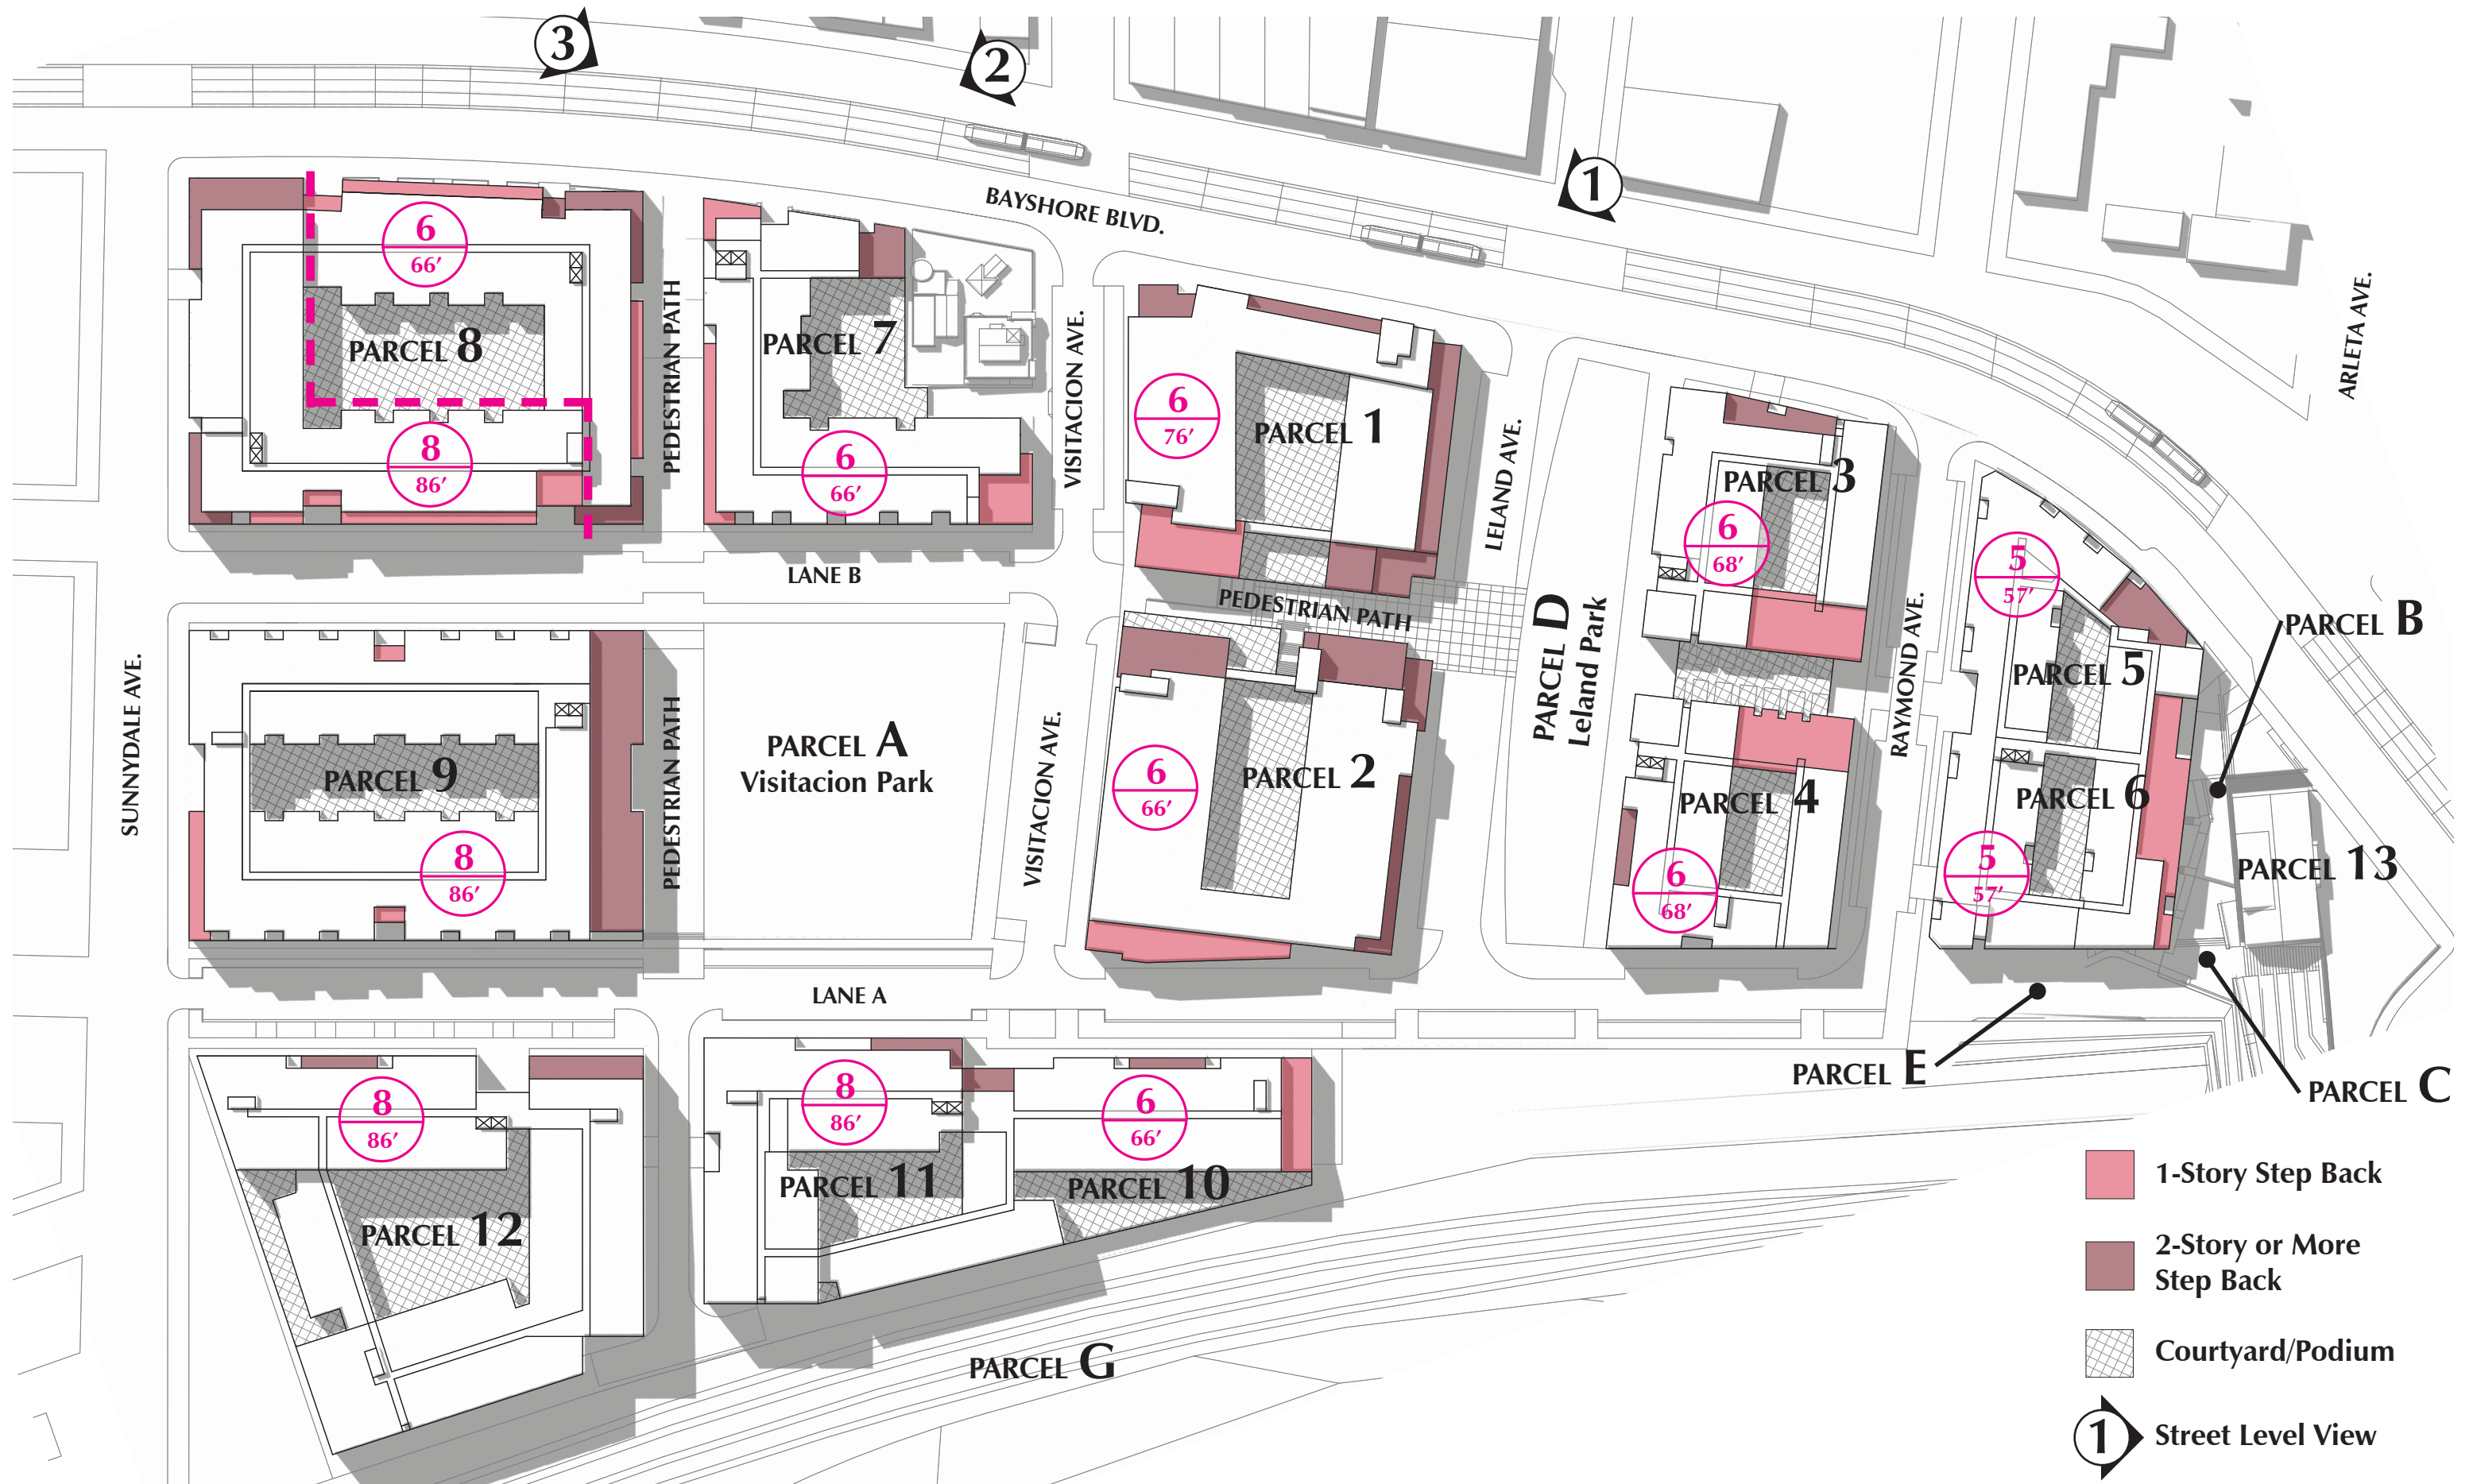 3
2
1
BAYSHORE BLVD.
ARLETA AVE.
6
66′
PARCEL 8
8
86′
PEDESTRIAN PATH
PARCEL 7
6
66′
VISITACION AVE.
6
76′
PARCEL 1
LELAND AVE.
PARCEL 3
6
68′
5
57′
PARCEL 5
PARCEL B
LANE B
PEDESTRIAN PATH
PARCEL D
Leland Park
RAYMOND AVE.
SUNNYDALE AVE.
PARCEL 9
8
86′
PEDESTRIAN PATH
PARCEL A
Visitacion Park
VISITACION AVE.
6
66′
PARCEL 2
PARCEL 4
6
68′
PARCEL 6
5
57′
PARCEL 13
LANE A
PARCEL E
PARCEL C
8
86′
PARCEL 12
8
86′
PARCEL 11
6
66′
PARCEL 10
PARCEL G
1-Story Step Back
2-Story or More
Step Back
Courtyard/Podium
1
Street Level View